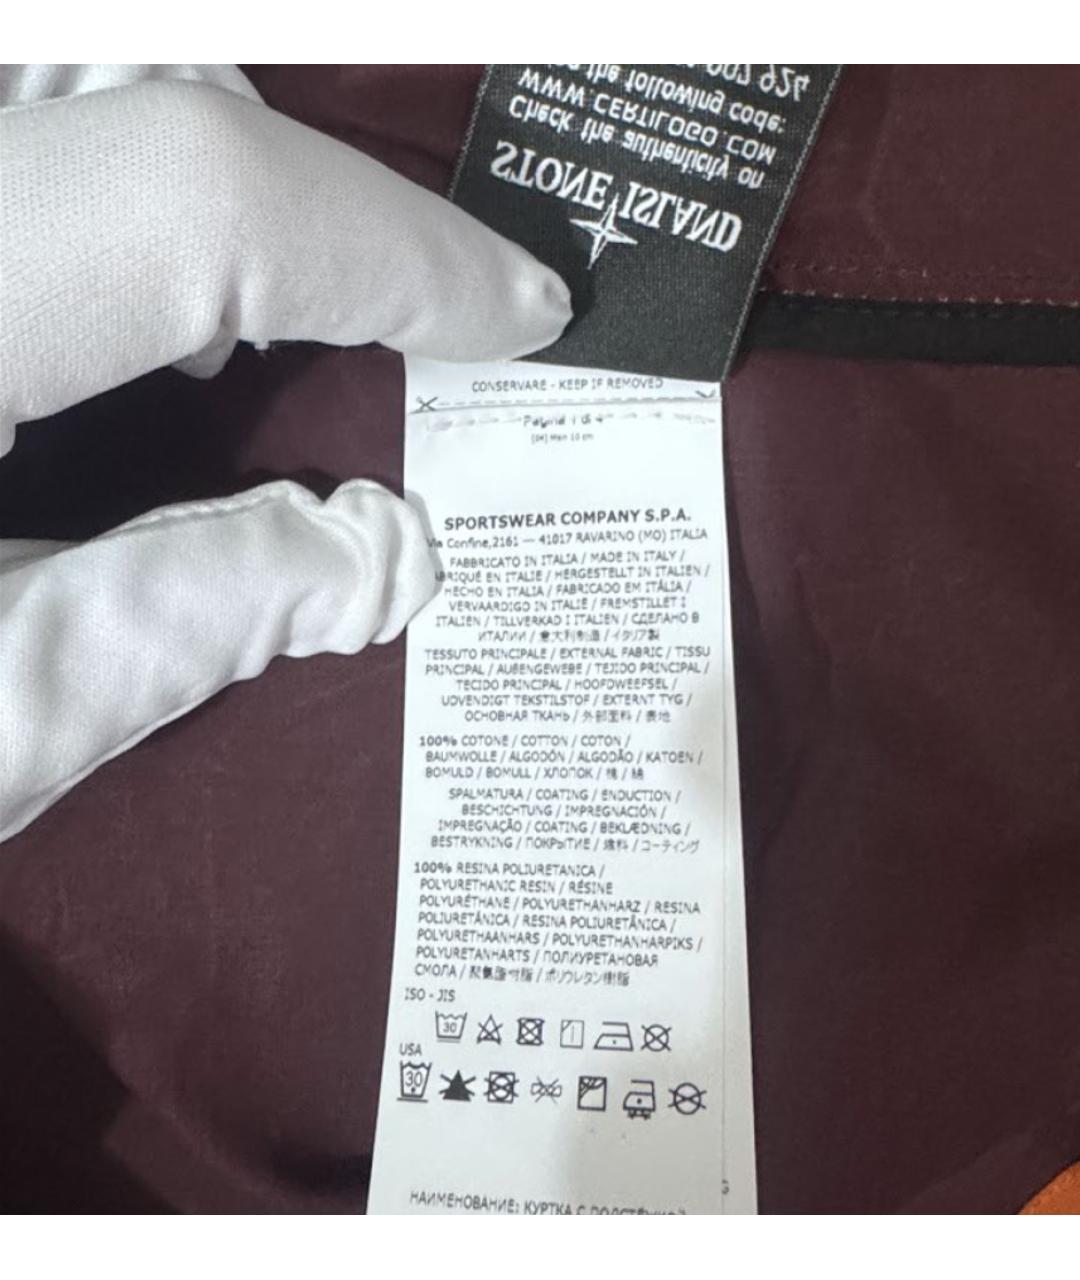 924
the following code:
WWW.CERTILOGO.COM
Check the authenticity on
STONE ISLAND
CONSERVARE - KEEP IF REMOVED
[04] Men 10 cm
SPORTSWEAR COMPANY S.P.A.
Via Confine,2161 — 41017 RAVARINO (MO) ITALIA
FABBRICATO IN ITALIA / MADE IN ITALY /
ABRIQUÉ EN ITALIE / HERGESTELLT IN ITALIEN /
HECHO EN ITALIA / FABRICADO EM ITÁLIA /
VERVAARDIGD IN ITALIË / FREMSTILLET I
ITALIEN / TILLVERKAD I ITALIEN / СДЕЛАНО В
ИТАЛИИ / 意大利制造 / イタリア製
TESSUTO PRINCIPALE / EXTERNAL FABRIC / TISSU
PRINCIPAL / AUßENGEWEBE / TEJIDO PRINCIPAL /
TECIDO PRINCIPAL / HOOFDWEEFSEL /
UDVENDIGT TEKSTILSTOF / EXTERNT TYG /
ОСНОВНАЯ ТКАНЬ / 外部面料 / 表地
100% COTONE / COTTON / COTON /
BAUMWOLLE / ALGODÓN / ALGODÃO / KATOEN /
BOMULD / BOMULL / ХЛОПОК / 棉 / 綿
SPALMATURA / COATING / ENDUCTION /
BESCHICHTUNG / IMPREGNACIÓN /
IMPREGNAÇÃO / COATING / BEKLÆDNING /
BESTRYKNING / ПОКРЫТИЕ / 涂料 / コーティング
100% RESINA POLIURETANICA /
POLYURETHANIC RESIN / RÉSINE
POLYURÉTHANE / POLYURETHANHARZ / RESINA
POLIURETÁNICA / RESINA POLIURETÂNICA /
POLYURETHAANHARS / POLYURETHANHARPIKS /
POLYURETANHARTS / ПОЛИУРЕТАНОВАЯ
СМОЛА / 聚氨酯树脂 / ポリウレタン樹脂
ISO - JIS
30
USA
30
НАИМЕНОВАНИЕ: КУРТКА С ПОДСТЁЖКОЙ